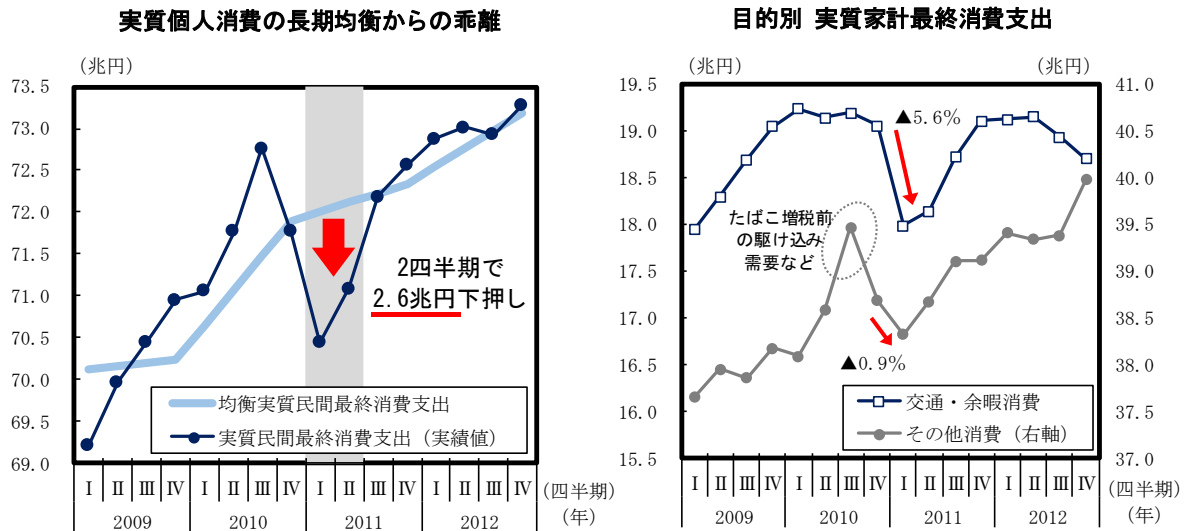 実質個人消費の長期均衡からの乖離
（兆円）
73.5
73.0
72.5
72.0
71.5
71.0
70.5
70.0
69.5
69.0
2四半期で
2.6兆円下押し
均衡実質民間最終消費支出
実質民間最終消費支出（実績値）
Ⅰ Ⅱ Ⅲ Ⅳ Ⅰ Ⅱ Ⅲ Ⅳ Ⅰ Ⅱ Ⅲ Ⅳ Ⅰ Ⅱ Ⅲ Ⅳ (四半期)
2009 2010 2011 2012 (年)
目的別 実質家計最終消費支出
（兆円） （兆円）
19.5
19.0
18.5
18.0
17.5
17.0
16.5
16.0
15.5
▲5.6%
たばこ増税前
の駆け込み
需要など
▲0.9%
交通・余暇消費
その他消費（右軸）
41.0
40.5
40.0
39.5
39.0
38.5
38.0
37.5
37.0
Ⅰ Ⅱ Ⅲ Ⅳ Ⅰ Ⅱ Ⅲ Ⅳ Ⅰ Ⅱ Ⅲ Ⅳ Ⅰ Ⅱ Ⅲ Ⅳ (四半期)
2009 2010 2011 2012 (年)